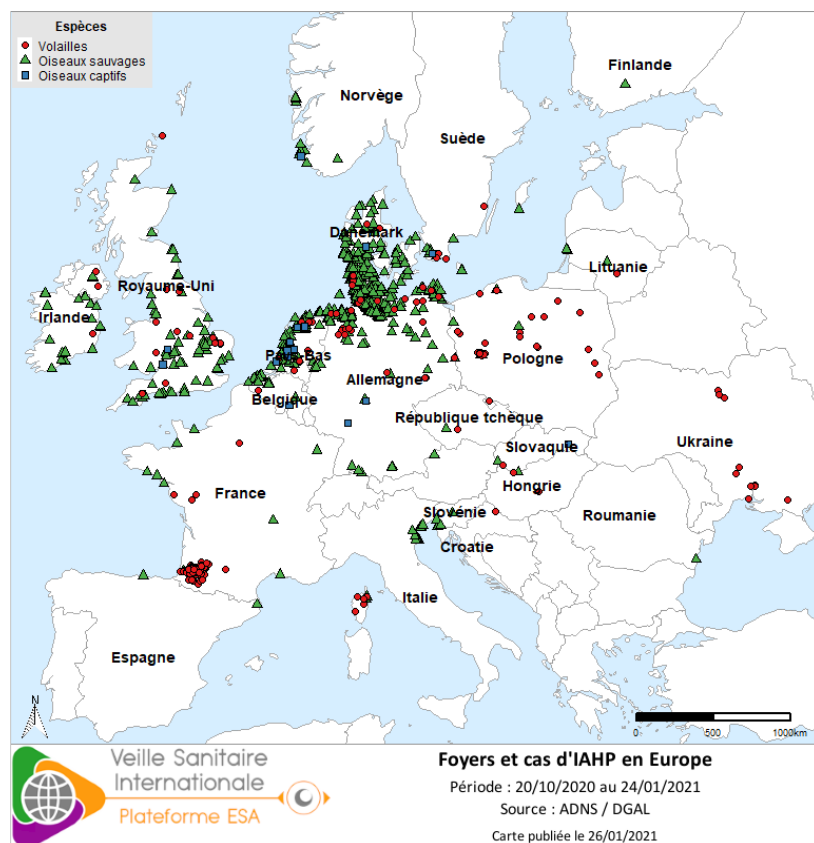 Espèces
Volailles
Oiseaux sauvages
Oiseaux captifs
Finlande
Norvège
Suède
Danemark
Lituanie
Royaume-Uni
Irlande
Pays-Bas
Pologne
Allemagne
Belgique
République tchèque
Ukraine
Slovaquie
Hongrie
France
Slovénie
Roumanie
Croatie
Italie
Espagne
N
0 500 1000km
Veille Sanitaire
Internationale
Plateforme ESA
Foyers et cas d'IAHP en Europe
Période : 20/10/2020 au 24/01/2021
Source : ADNS / DGAL
Carte publiée le 26/01/2021